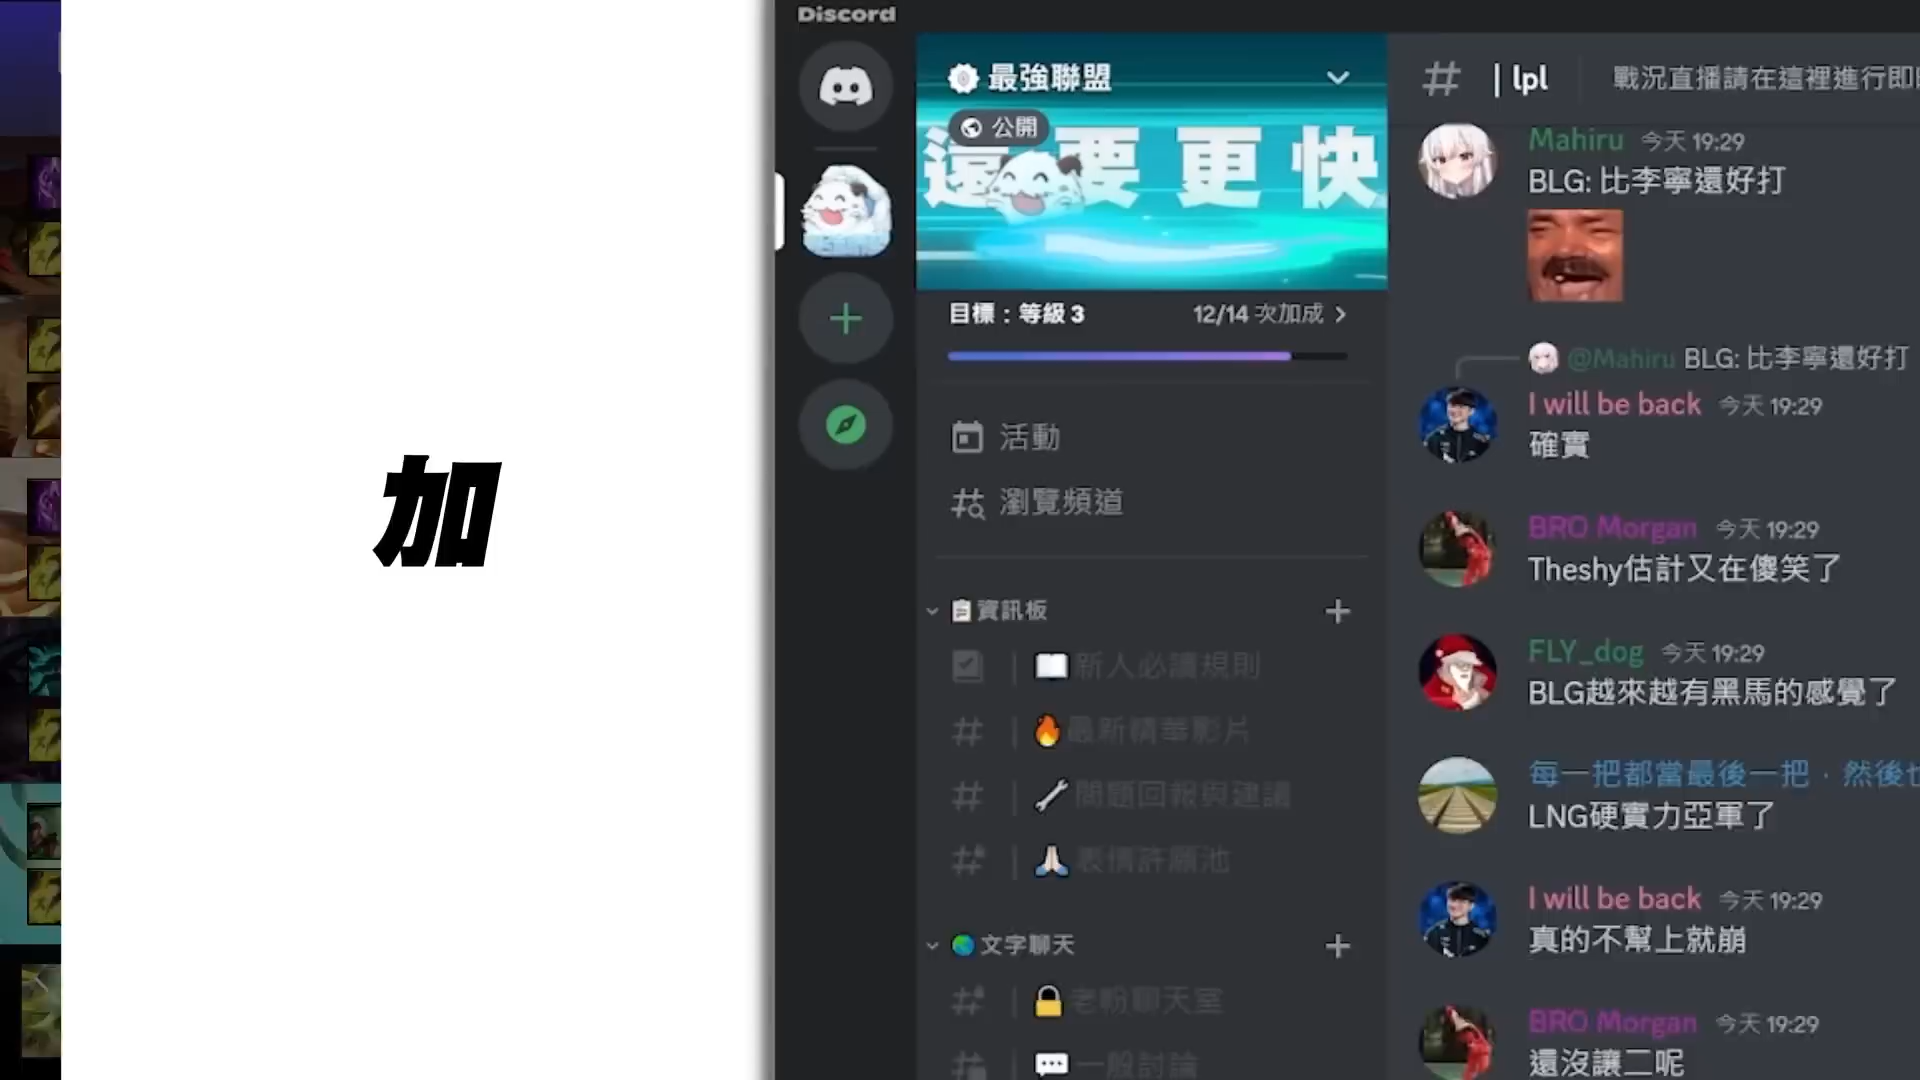 加
Discord
最強聯盟
公開
還要更快
目標：等級 3
12/14 次加成
活動
瀏覽頻道
資訊板
新人必讀規則
最新精華影片
問題回報與建議
表情許願池
文字聊天
老粉聊天室
一般討論
# | lpl
戰況直播請在這裡進行即
Mahiru 今天 19:29
BLG: 比李寧還好打
@Mahiru BLG: 比李寧還好打
I will be back 今天 19:29
確實
BRO Morgan 今天 19:29
Theshy估計又在傻笑了
FLY_dog 今天 19:29
BLG越來越有黑馬的感覺了
每一把都當最後一把，然後也
LNG硬實力亞軍了
I will be back 今天 19:29
真的不幫上就崩
BRO Morgan 今天 19:29
還沒讓二呢